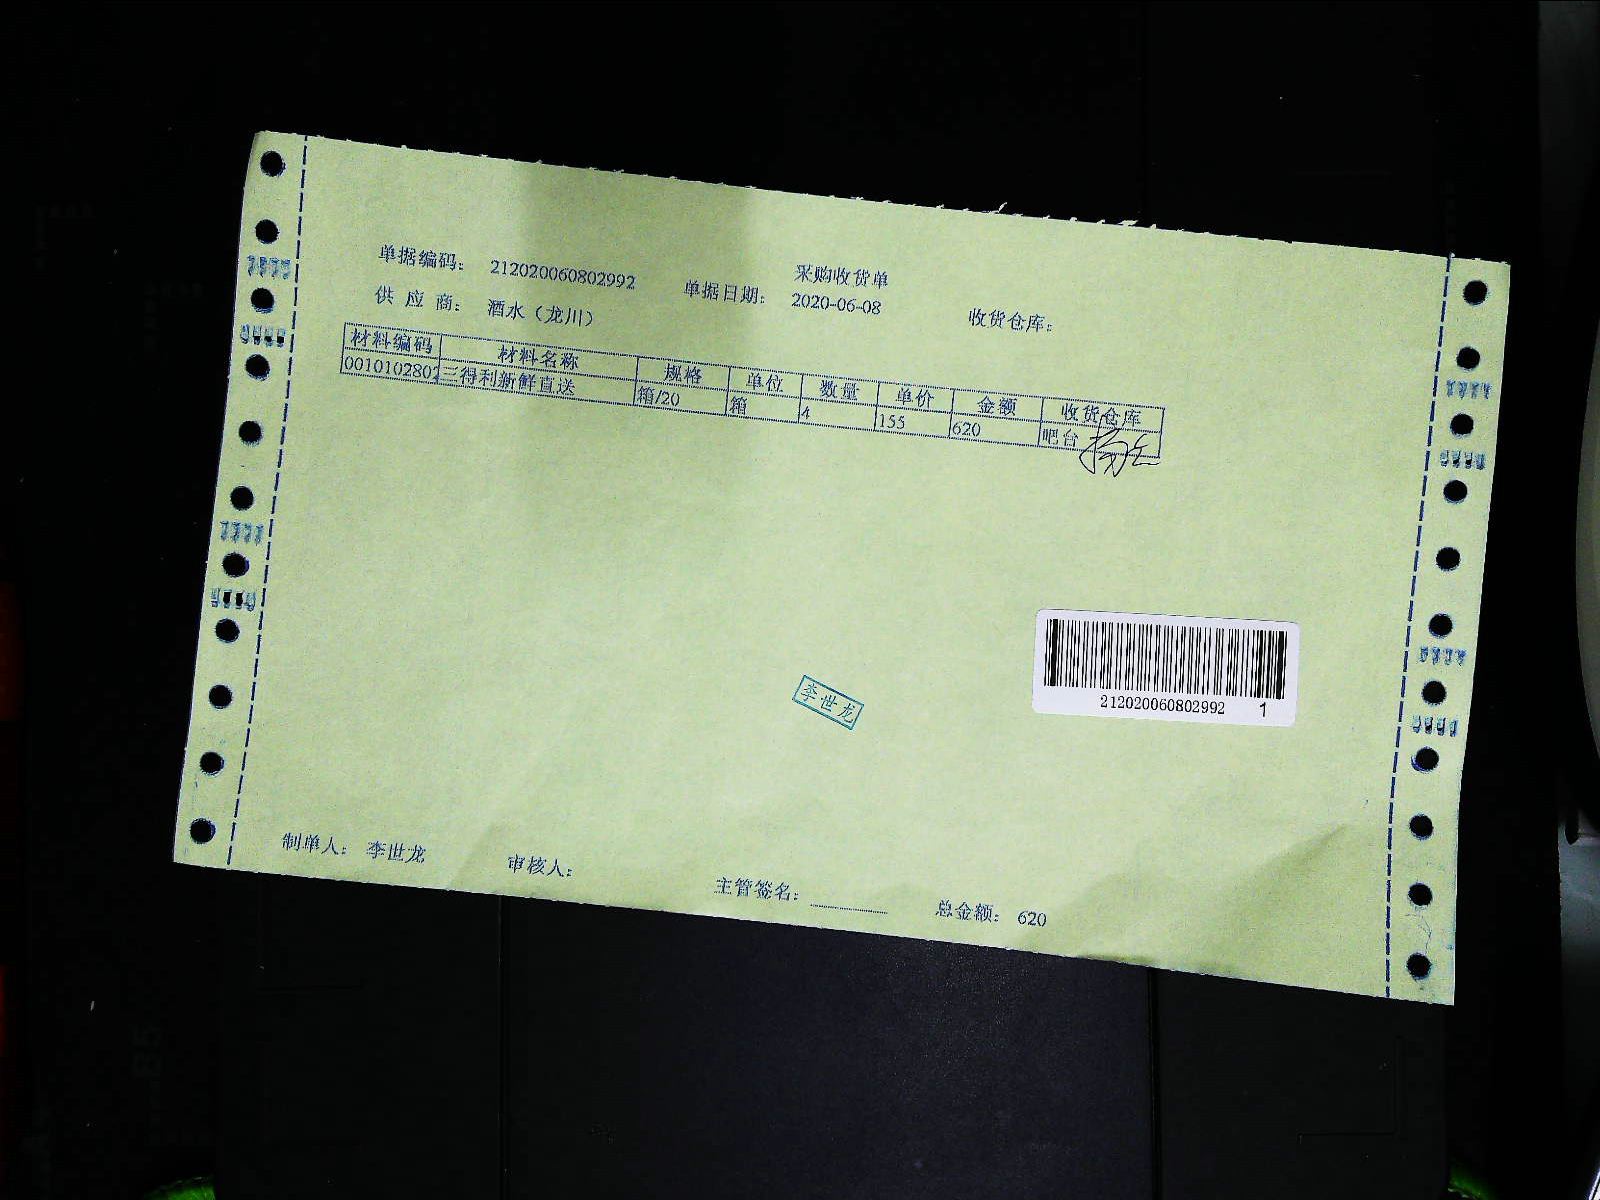 采购收货单
单据编码: 212020060802992 单据日期: 2020-06-08 收货仓库:
供 应 商: 酒水（龙川）
材料编码 材料名称 规格 单位 数量 单价 金额 收货仓库
001010280 三得利新鲜直送 箱/20 箱 4 155 620 吧台
212020060802992 1
李世龙
制单人: 李世龙 审核人: 主管签名: 总金额: 620